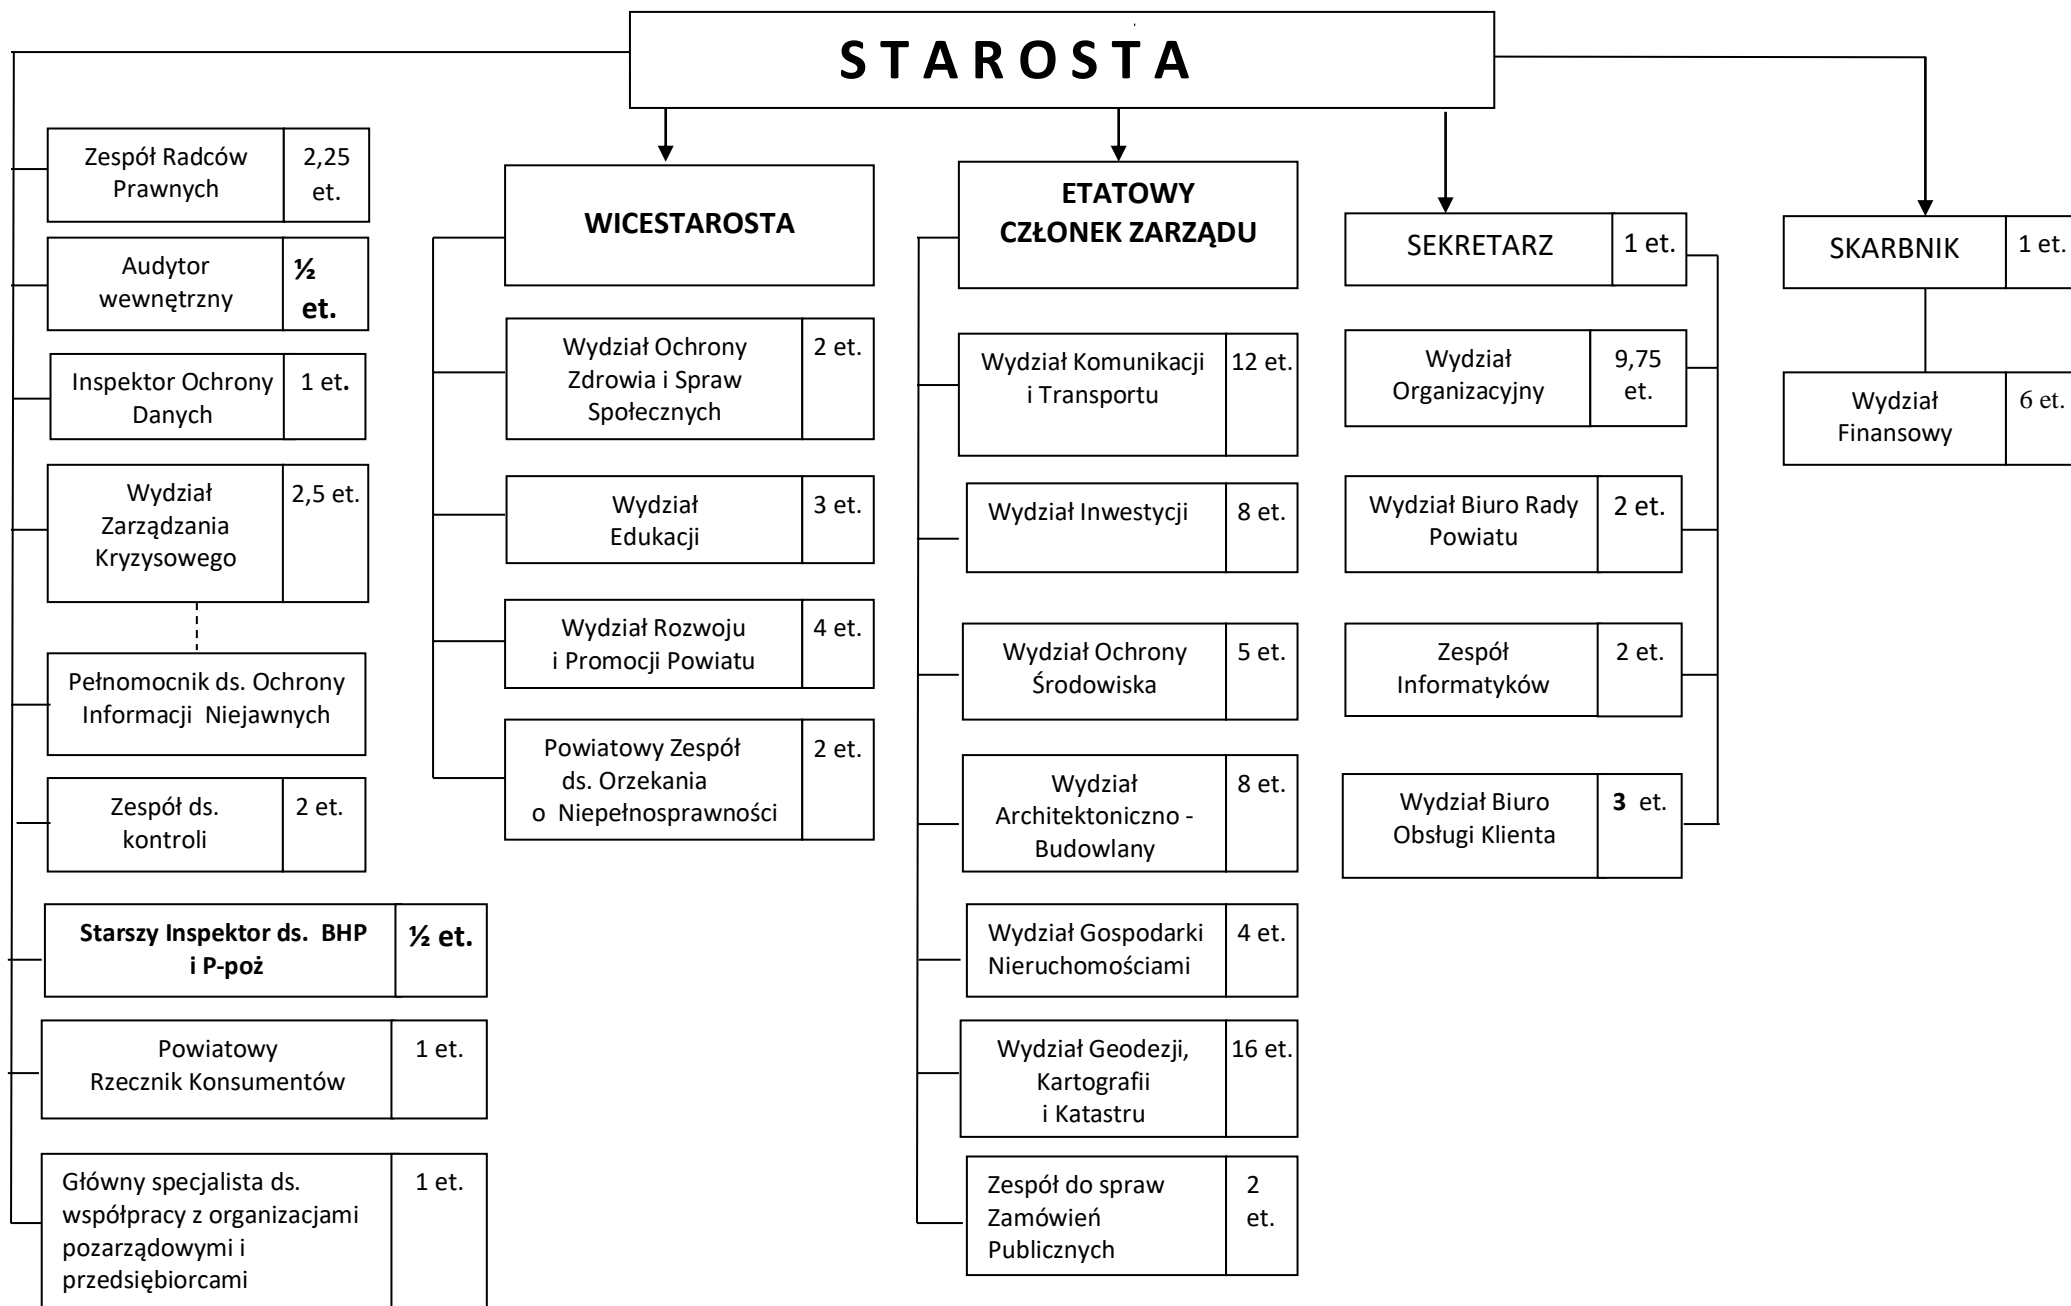 S T A R O S T A
Zespół Radców
Prawnych
2,25
et.
Audytor
wewnętrzny
½
et.
Inspektor Ochrony
Danych
1 et.
Wydział
Zarządzania
Kryzysowego
2,5 et.
Pełnomocnik ds. Ochrony
Informacji Niejawnych
Zespół ds.
kontroli
2 et.
Starszy Inspektor ds. BHP
i P-poż
½ et.
Powiatowy
Rzecznik Konsumentów
1 et.
Główny specjalista ds.
współpracy z organizacjami
pozarządowymi i
przedsiębiorcami
1 et.
WICESTAROSTA
Wydział Ochrony
Zdrowia i Spraw
Społecznych
2 et.
Wydział
Edukacji
3 et.
Wydział Rozwoju
i Promocji Powiatu
4 et.
Powiatowy Zespół
ds. Orzekania
o Niepełnosprawności
2 et.
ETATOWY
CZŁONEK ZARZĄDU
Wydział Komunikacji
i Transportu
12 et.
Wydział Inwestycji
8 et.
Wydział Ochrony
Środowiska
5 et.
Wydział
Architektoniczno -
Budowlany
8 et.
Wydział Gospodarki
Nieruchomościami
4 et.
Wydział Geodezji,
Kartografii
i Katastru
16 et.
Zespół do spraw
Zamówień
Publicznych
2
et.
SEKRETARZ
1 et.
Wydział
Organizacyjny
9,75
et.
Wydział Biuro Rady
Powiatu
2 et.
Zespół
Informatyków
2 et.
Wydział Biuro
Obsługi Klienta
3 et.
SKARBNIK
1 et.
Wydział
Finansowy
6 et.